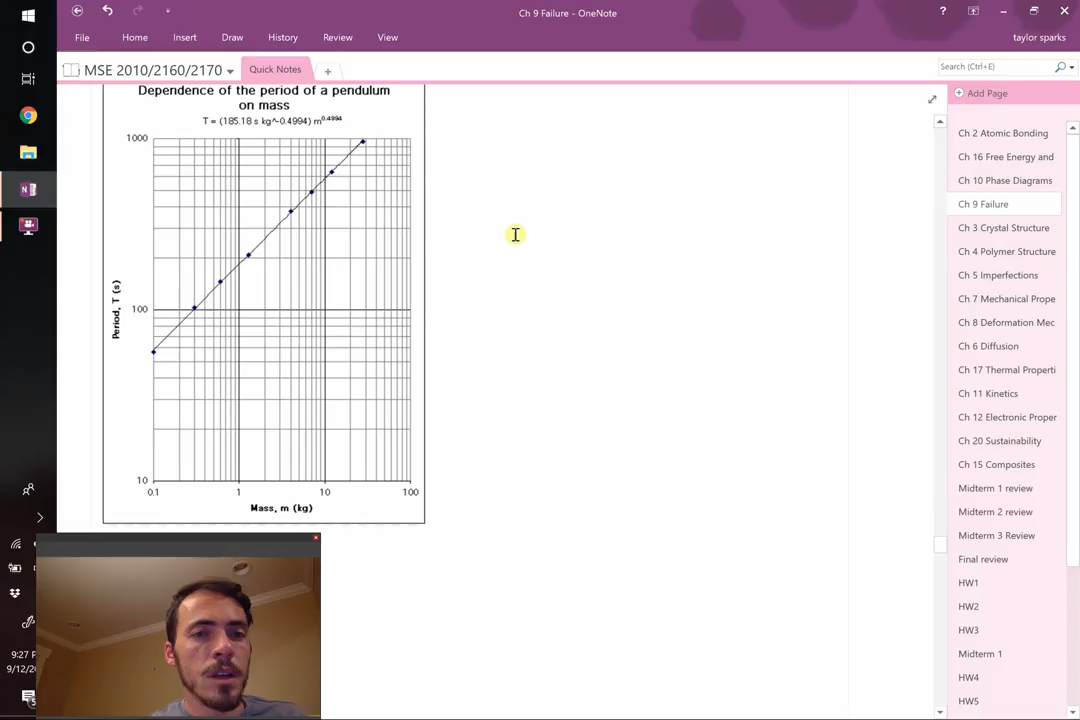 Ch 9 Failure - OneNote
?
File
Home
Insert
Draw
History
Review
View
taylor sparks
MSE 2010/2160/2170
Quick Notes
Search (Ctrl+E)
Add Page
Dependence of the period of a pendulum
on mass
T = (185.18 s kg^-0.4994) m^0.4994
1000
100
10
0.1
1
10
100
Period, T (s)
Mass, m (kg)
Ch 2 Atomic Bonding
Ch 16 Free Energy and
Ch 10 Phase Diagrams
Ch 9 Failure
Ch 3 Crystal Structure
Ch 4 Polymer Structure
Ch 5 Imperfections
Ch 7 Mechanical Prope
Ch 8 Deformation Mec
Ch 6 Diffusion
Ch 17 Thermal Properti
Ch 11 Kinetics
Ch 12 Electronic Proper
Ch 20 Sustainability
Ch 15 Composites
Midterm 1 review
Midterm 2 review
Midterm 3 Review
Final review
HW1
HW2
HW3
Midterm 1
HW4
HW5
9:27 P
9/12/20